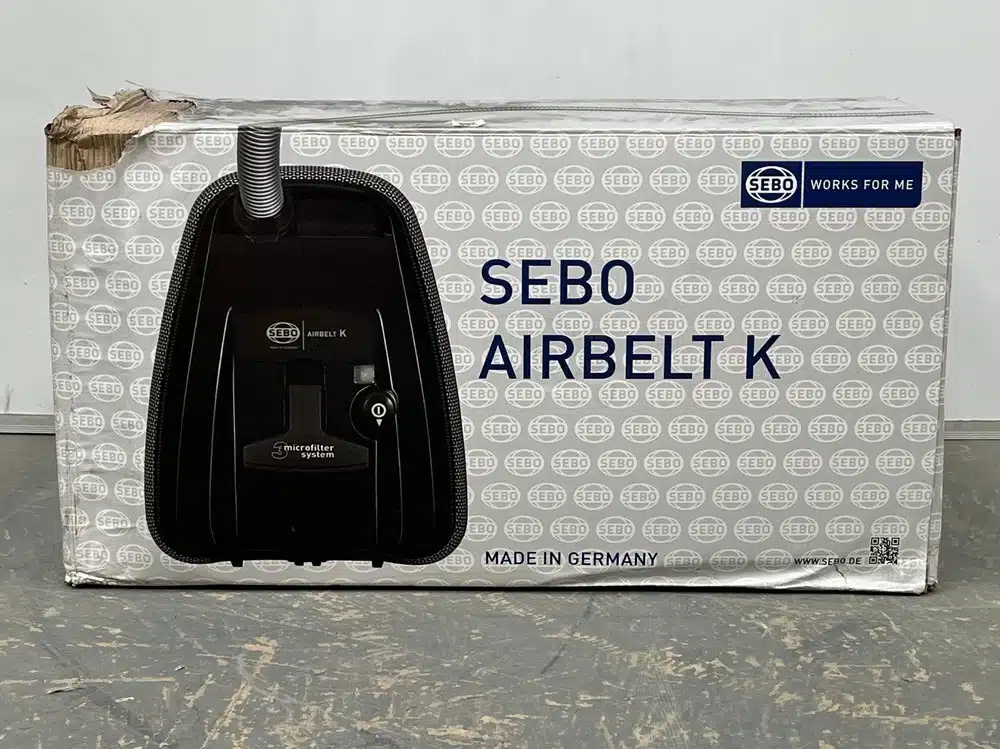 SEBO
WORKS FOR ME
SEBO
AIRBELT K
SEBO
AIRBELT K
3 microfilter
system
MADE IN GERMANY
WWW.SEBO.DE